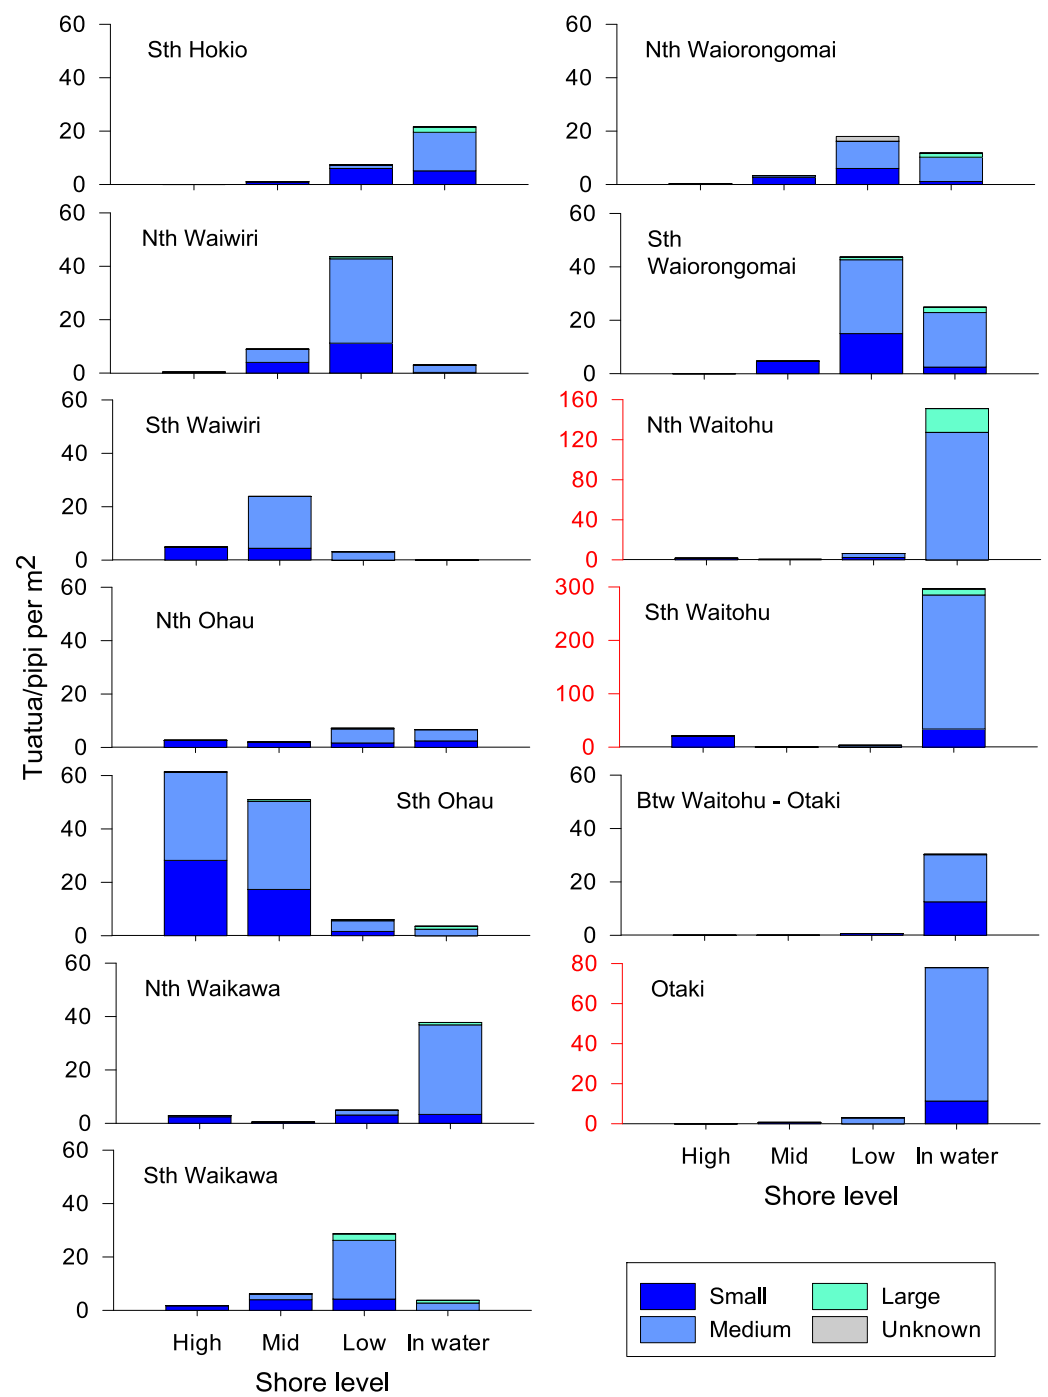 Tuatua/pipi per m2
60
40
20
0
Sth Hokio
60
40
20
0
Nth Waiwiri
60
40
20
0
Sth Waiwiri
60
40
20
0
Nth Ohau
60
40
20
0
Sth Ohau
60
40
20
0
Nth Waikawa
60
40
20
0
Sth Waikawa
High Mid Low In water
Shore level
60
40
20
0
Nth Waiorongomai
60
40
20
0
Sth
Waiorongomai
160
120
80
40
0
Nth Waitohu
300
200
100
0
Sth Waitohu
60
40
20
0
Btw Waitohu - Otaki
80
60
40
20
0
Otaki
High Mid Low In water
Shore level
Small Large
Medium Unknown